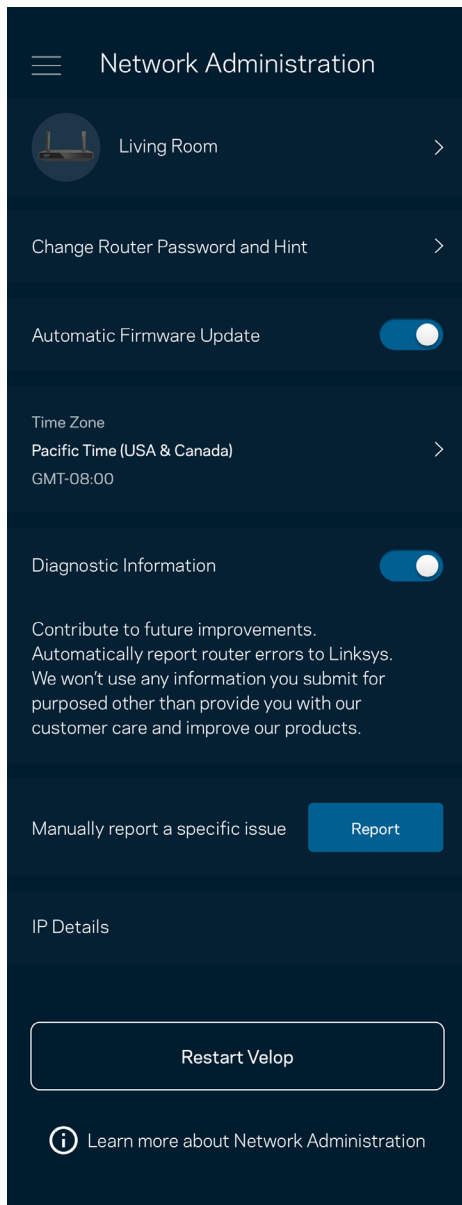 Network Administration
Living Room
Change Router Password and Hint
Automatic Firmware Update
Time Zone
Pacific Time (USA & Canada)
GMT-08:00
Diagnostic Information
Contribute to future improvements.
Automatically report router errors to Linksys.
We won't use any information you submit for
purposed other than provide you with our
customer care and improve our products.
Manually report a specific issue
Report
IP Details
Restart Velop
Learn more about Network Administration